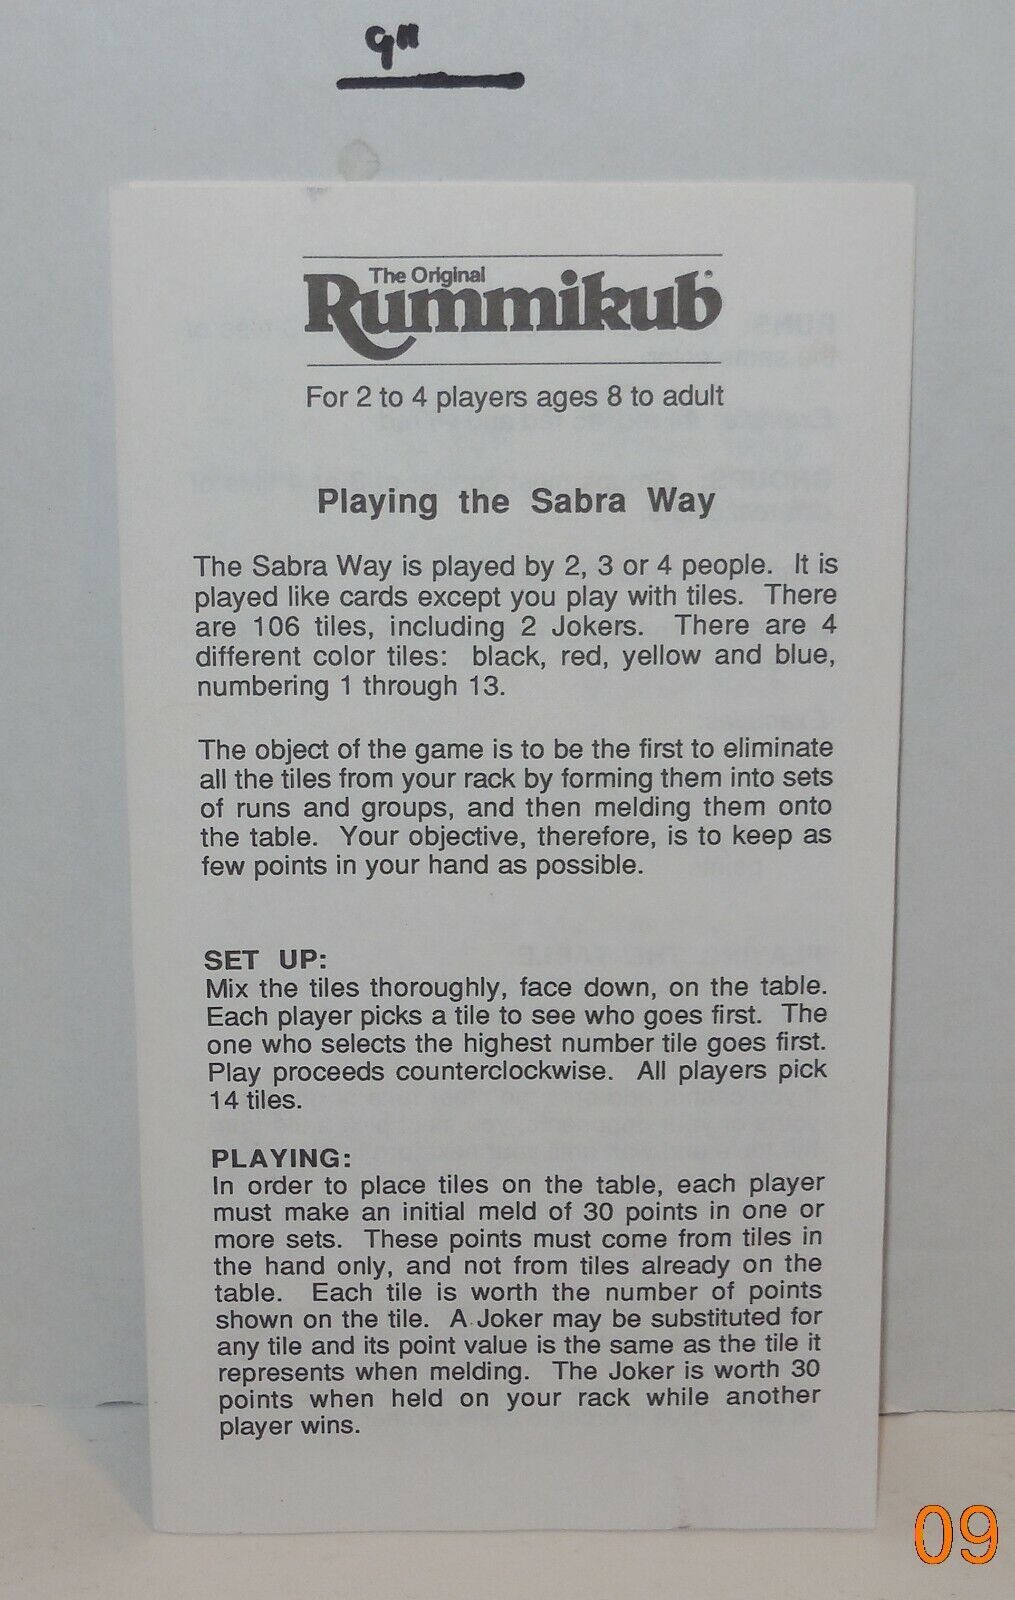 9"
The Original
Rummikub®
For 2 to 4 players ages 8 to adult
Playing the Sabra Way
The Sabra Way is played by 2, 3 or 4 people. It is
played like cards except you play with tiles. There
are 106 tiles, including 2 Jokers. There are 4
different color tiles: black, red, yellow and blue,
numbering 1 through 13.
The object of the game is to be the first to eliminate
all the tiles from your rack by forming them into sets
of runs and groups, and then melding them onto
the table. Your objective, therefore, is to keep as
few points in your hand as possible.
SET UP:
Mix the tiles thoroughly, face down, on the table.
Each player picks a tile to see who goes first. The
one who selects the highest number tile goes first.
Play proceeds counterclockwise. All players pick
14 tiles.
PLAYING:
In order to place tiles on the table, each player
must make an initial meld of 30 points in one or
more sets. These points must come from tiles in
the hand only, and not from tiles already on the
table. Each tile is worth the number of points
shown on the tile. A Joker may be substituted for
any tile and its point value is the same as the tile it
represents when melding. The Joker is worth 30
points when held on your rack while another
player wins.
09